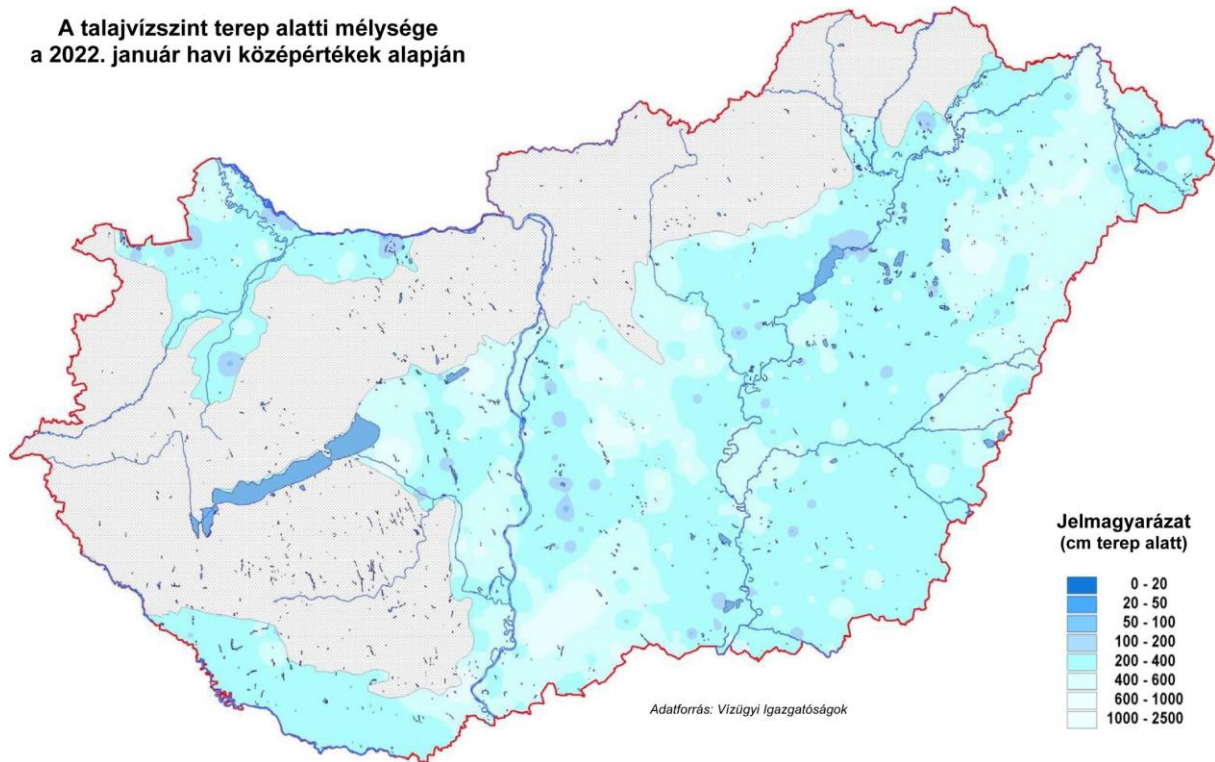 A talajvízszint terep alatti mélysége
a 2022. január havi középértékek alapján
Jelmagyarázat
(cm terep alatt)
0 - 20
20 - 50
50 - 100
100 - 200
200 - 400
400 - 600
600 - 1000
1000 - 2500
Adatforrás: Vízügyi Igazgatóságok